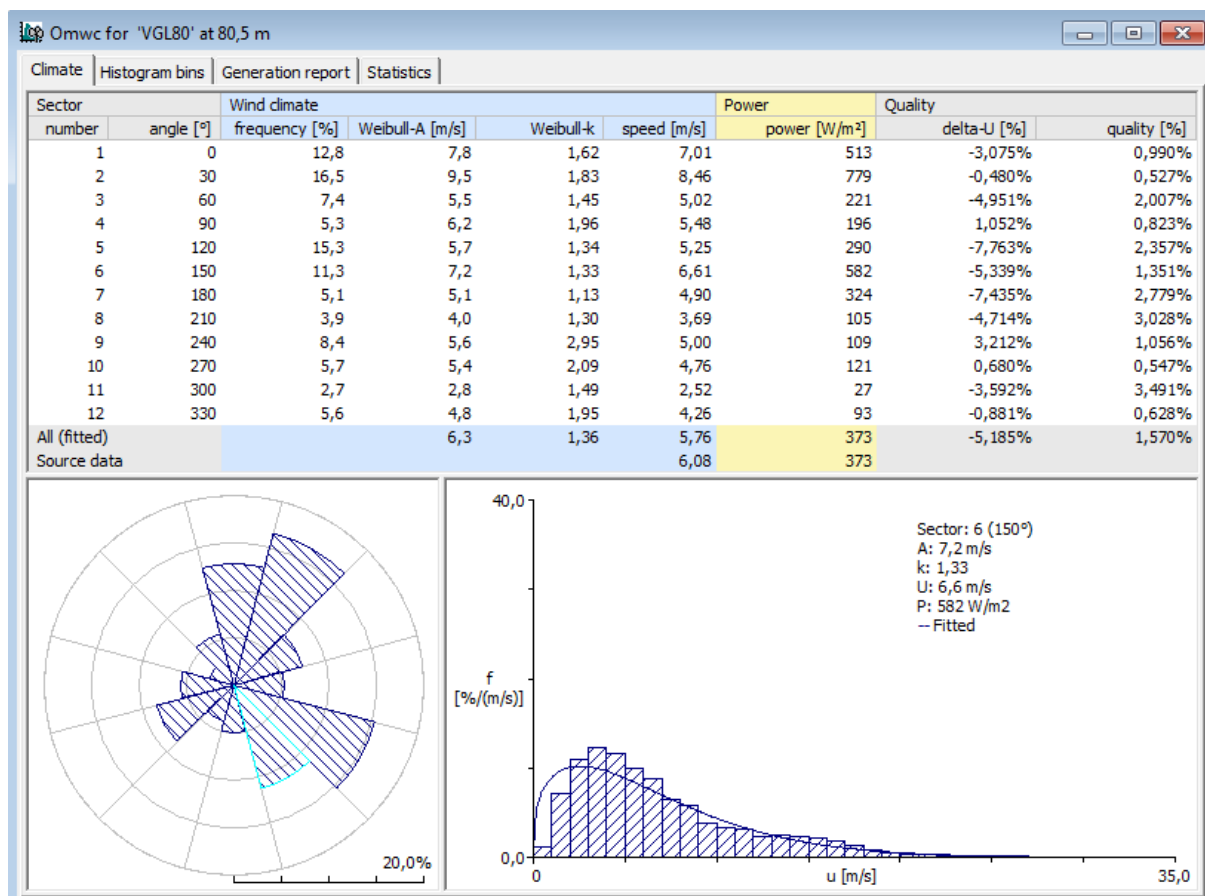 Omwc for 'VGL80' at 80,5 m
Climate Histogram bins Generation report Statistics
Sector Wind climate Power Quality
number angle [º] frequency [%] Weibull-A [m/s] Weibull-k speed [m/s] power [W/m²] delta-U [%] quality [%]
1 0 12,8 7,8 1,62 7,01 513 -3,075% 0,990%
2 30 16,5 9,5 1,83 8,46 779 -0,480% 0,527%
3 60 7,4 5,5 1,45 5,02 221 -4,951% 2,007%
4 90 5,3 6,2 1,96 5,48 196 1,052% 0,823%
5 120 15,3 5,7 1,34 5,25 290 -7,763% 2,357%
6 150 11,3 7,2 1,33 6,61 582 -5,339% 1,351%
7 180 5,1 5,1 1,13 4,90 324 -7,435% 2,779%
8 210 3,9 4,0 1,30 3,69 105 -4,714% 3,028%
9 240 8,4 5,6 2,95 5,00 109 3,212% 1,056%
10 270 5,7 5,4 2,09 4,76 121 0,680% 0,547%
11 300 2,7 2,8 1,49 2,52 27 -3,592% 3,491%
12 330 5,6 4,8 1,95 4,26 93 -0,881% 0,628%
All (fitted) 6,3 1,36 5,76 373 -5,185% 1,570%
Source data 6,08 373
20,0%
40,0
Sector: 6 (150°)
A: 7,2 m/s
k: 1,33
U: 6,6 m/s
P: 582 W/m2
-- Fitted
f
[%/(m/s)]
0,0
0 u [m/s] 35,0